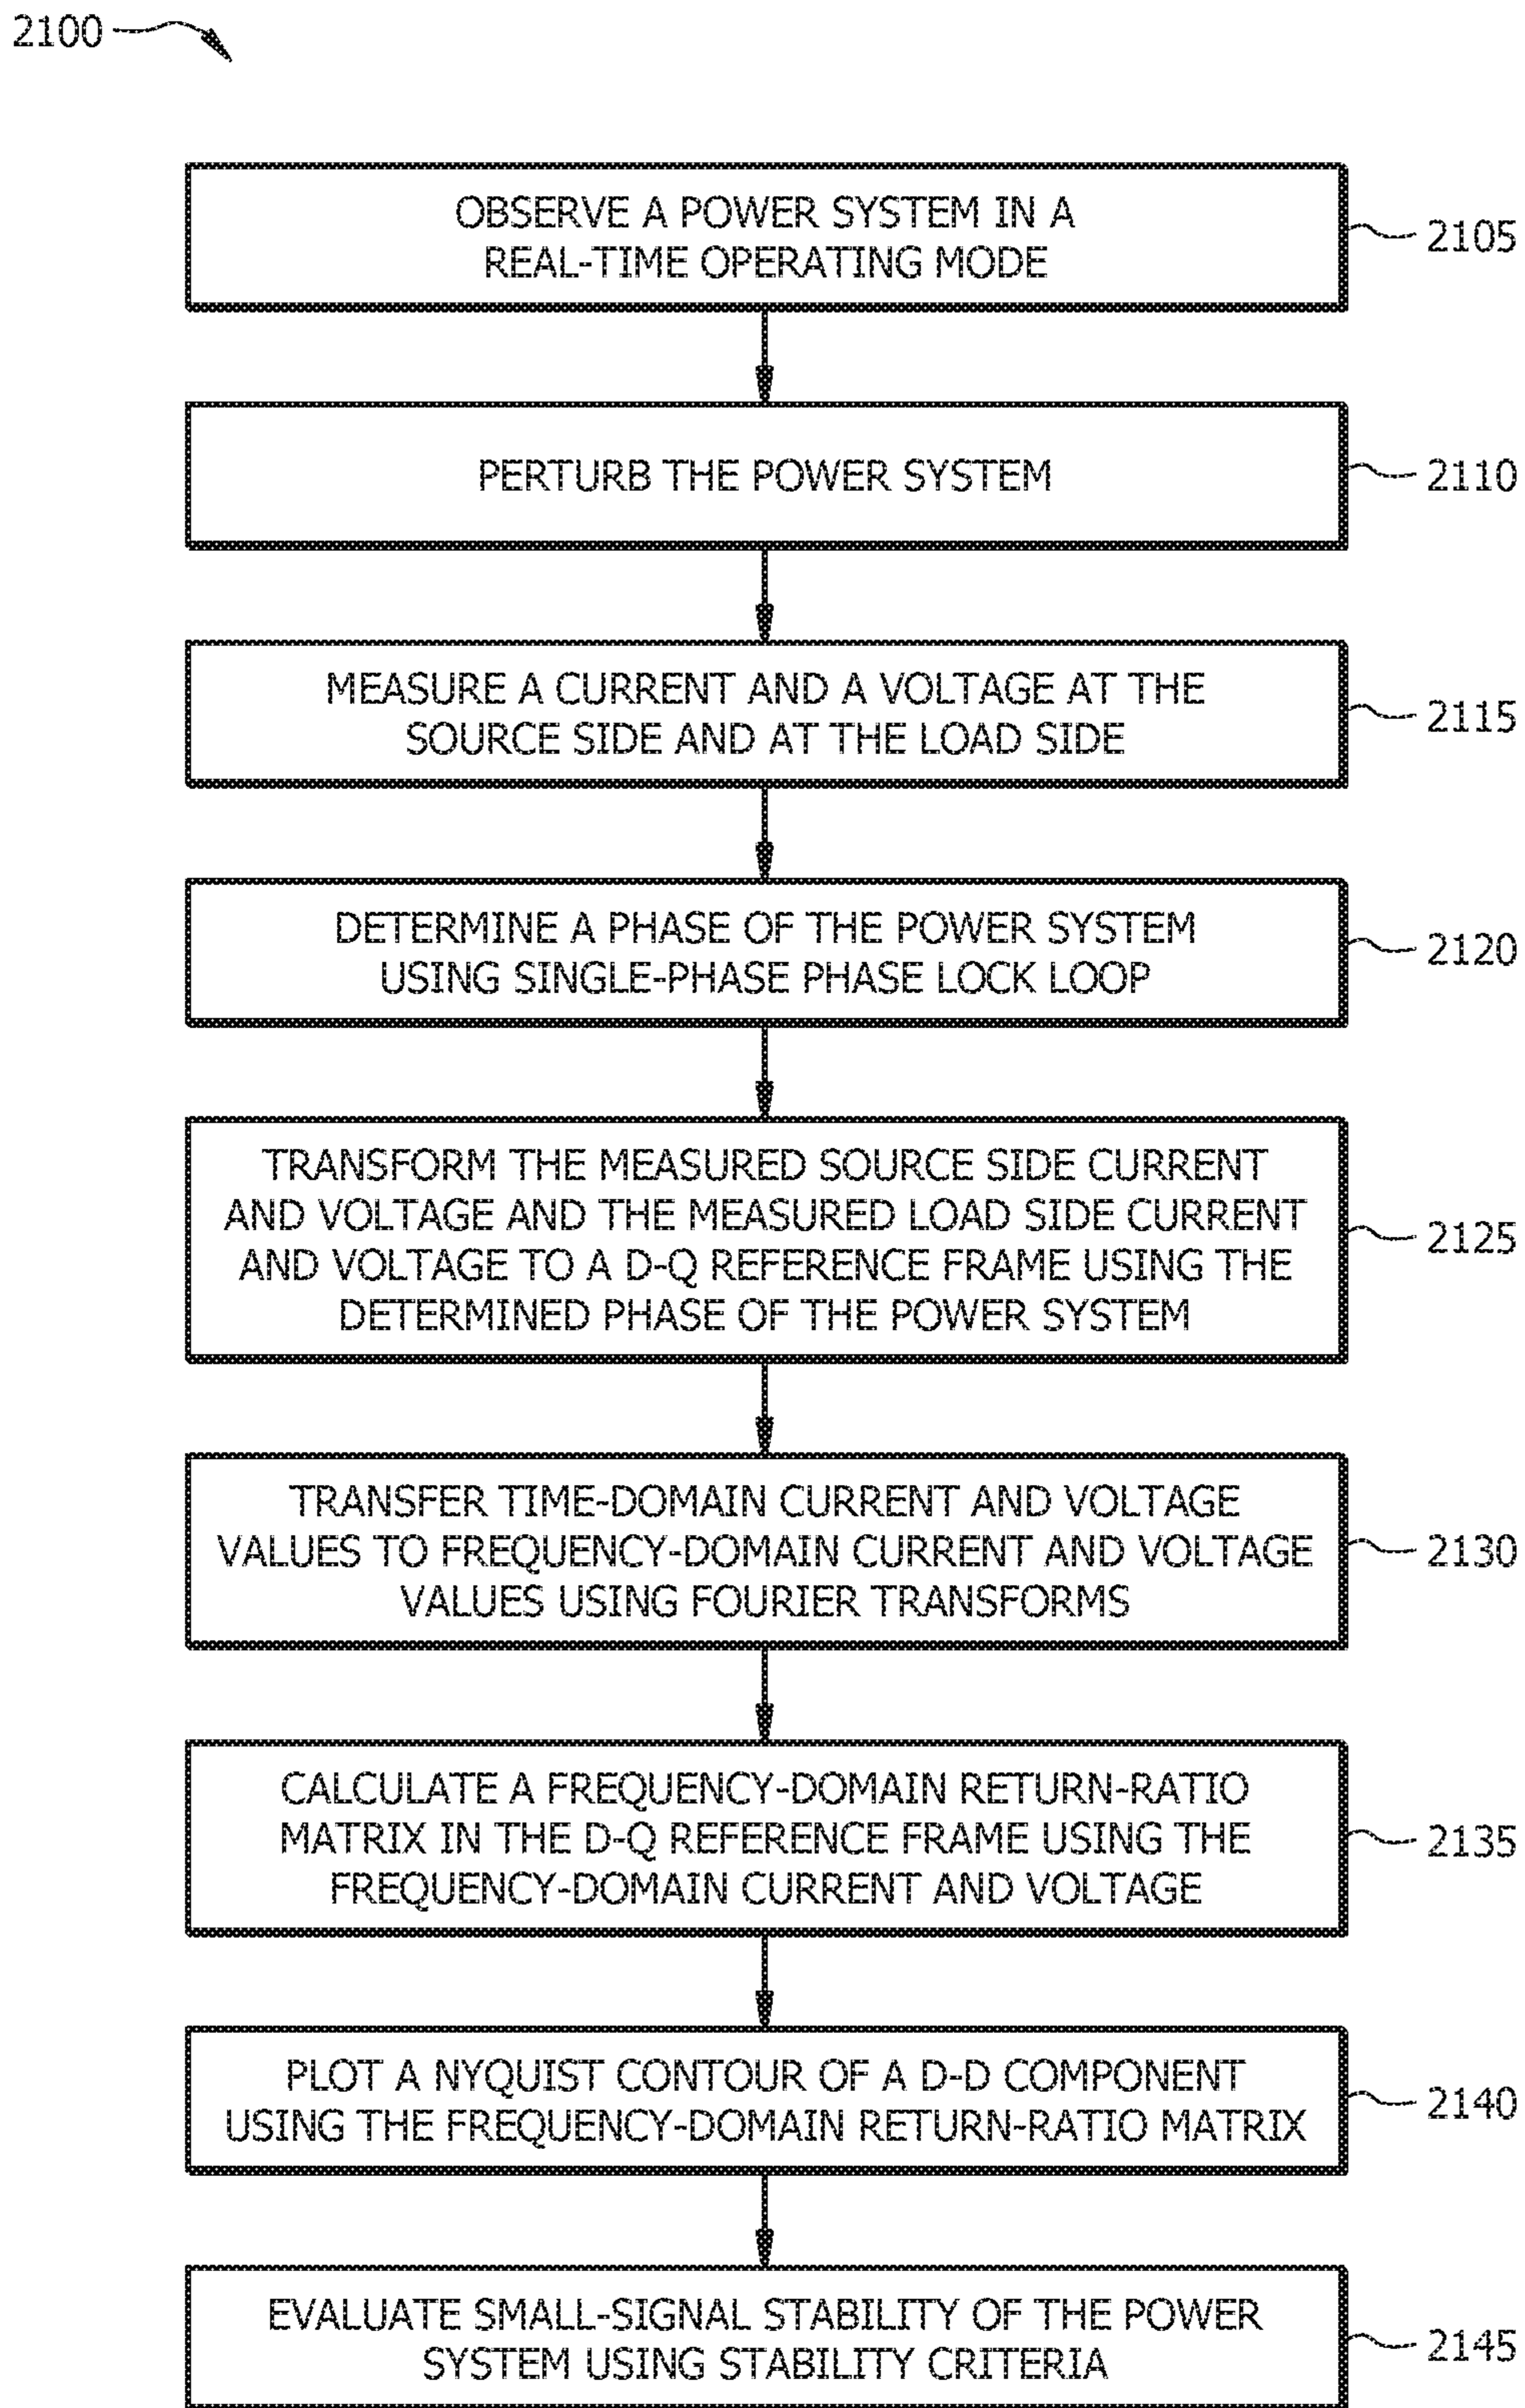 2100
OBSERVE A POWER SYSTEM IN A
REAL-TIME OPERATING MODE
2105
PERTURB THE POWER SYSTEM
2110
MEASURE A CURRENT AND A VOLTAGE AT THE
SOURCE SIDE AND AT THE LOAD SIDE
2115
DETERMINE A PHASE OF THE POWER SYSTEM
USING SINGLE-PHASE PHASE LOCK LOOP
2120
TRANSFORM THE MEASURED SOURCE SIDE CURRENT
AND VOLTAGE AND THE MEASURED LOAD SIDE CURRENT
AND VOLTAGE TO A D-Q REFERENCE FRAME USING THE
DETERMINED PHASE OF THE POWER SYSTEM
2125
TRANSFER TIME-DOMAIN CURRENT AND VOLTAGE
VALUES TO FREQUENCY-DOMAIN CURRENT AND VOLTAGE
VALUES USING FOURIER TRANSFORMS
2130
CALCULATE A FREQUENCY-DOMAIN RETURN-RATIO
MATRIX IN THE D-Q REFERENCE FRAME USING THE
FREQUENCY-DOMAIN CURRENT AND VOLTAGE
2135
PLOT A NYQUIST CONTOUR OF A D-D COMPONENT
USING THE FREQUENCY-DOMAIN RETURN-RATIO MATRIX
2140
EVALUATE SMALL-SIGNAL STABILITY OF THE POWER
SYSTEM USING STABILITY CRITERIA
2145